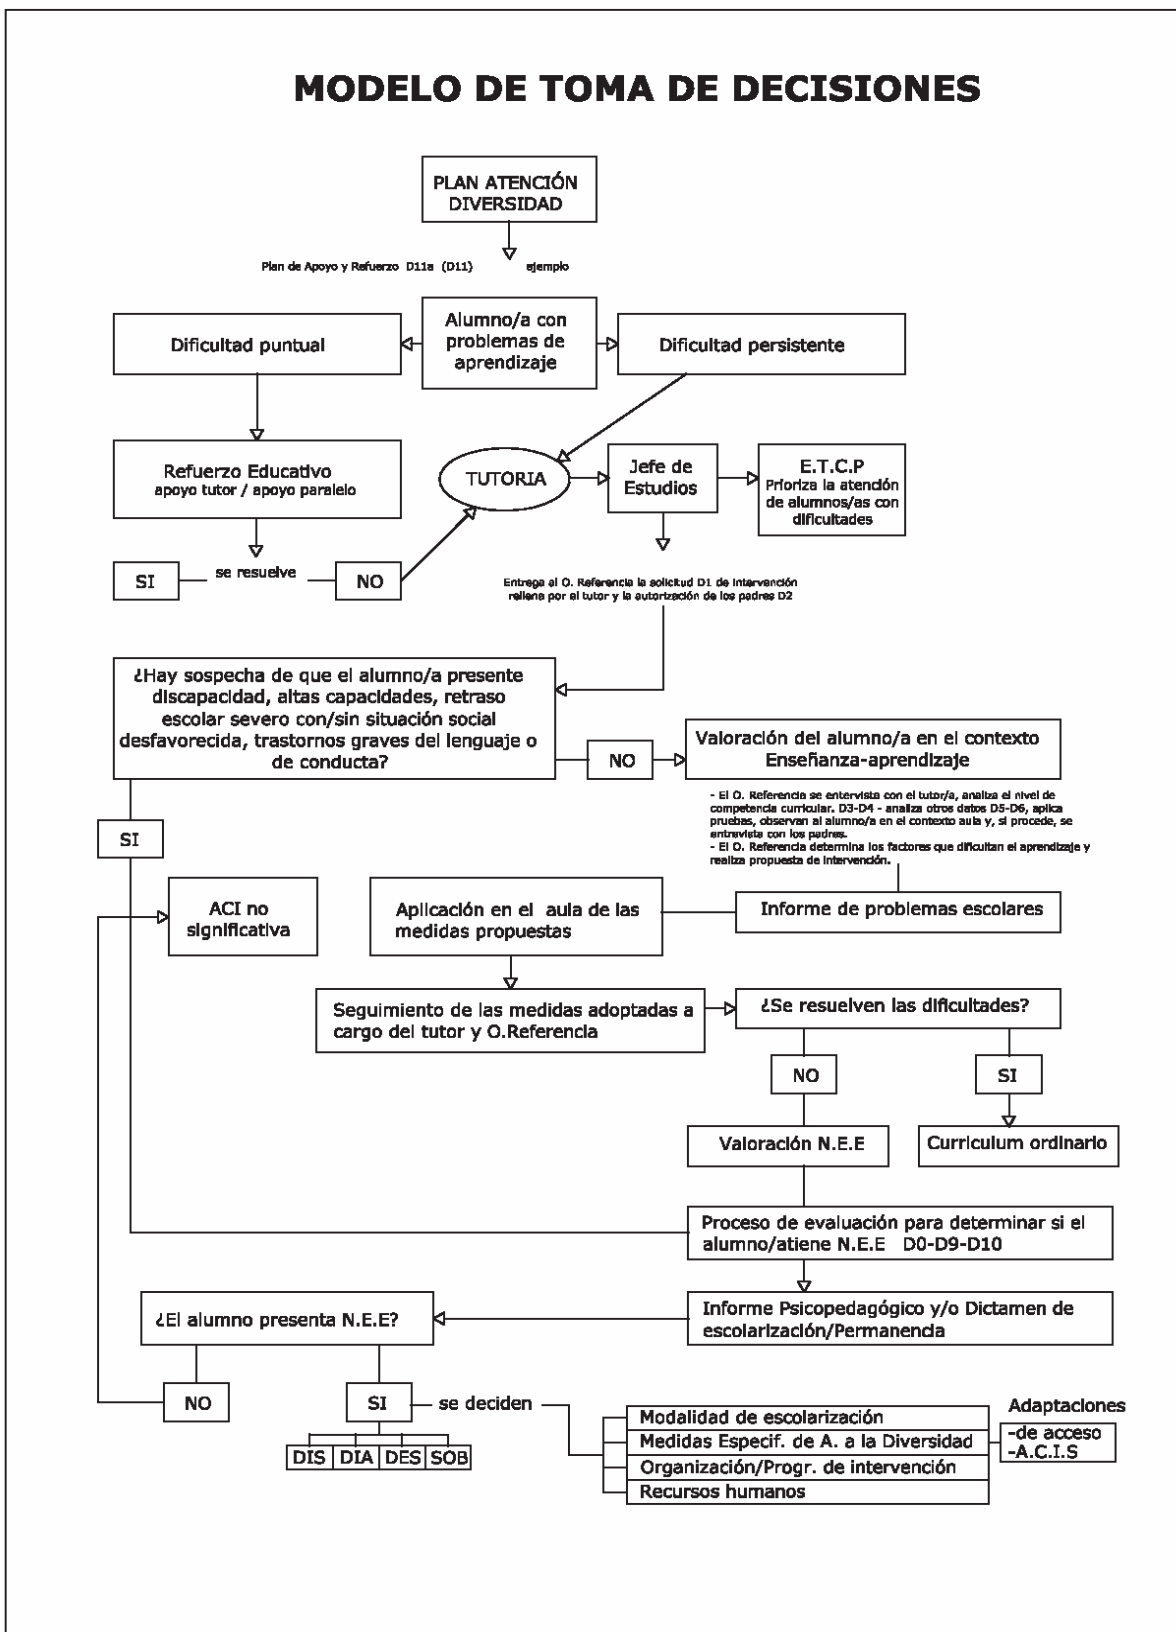 MODELO DE TOMA DE DECISIONES
PLAN ATENCIÓN
DIVERSIDAD
Plan de Apoyo y Refuerzo D11a (D11)
ejemplo
Dificultad puntual
Alumno/a con
problemas de
aprendizaje
Dificultad persistente
Refuerzo Educativo
apoyo tutor / apoyo paralelo
TUTORIA
Jefe de
Estudios
E.T.C.P
Prioriza la atención
de alumnos/as con
dificultades
SI
se resuelve
NO
Entrega al O. Referencia la solicitud D1 de intervención
rellena por el tutor y la autorización de los padres D2
¿Hay sospecha de que el alumno/a presente
discapacidad, altas capacidades, retraso
escolar severo con/sin situación social
desfavorecida, trastornos graves del lenguaje o
de conducta?
NO
Valoración del alumno/a en el contexto
Enseñanza-aprendizaje
- El O. Referencia se entervista con el tutor/a, analiza el nivel de
competencia curricular. D3-D4 - analiza otros datos D5-D6, aplica
pruebas, observan al alumno/a en el contexto aula y, si procede, se
entrevista con los padres.
- El O. Referencia determina los factores que dificultan el aprendizaje y
realiza propuesta de intervención.
SI
ACI no
significativa
Aplicación en el aula de las
medidas propuestas
Informe de problemas escolares
Seguimiento de las medidas adoptadas a
cargo del tutor y O.Referencia
¿Se resuelven las dificultades?
NO
SI
Valoración N.E.E
Curriculum ordinario
Proceso de evaluación para determinar si el
alumno/atiene N.E.E D0-D9-D10
¿El alumno presenta N.E.E?
Informe Psicopedagógico y/o Dictamen de
escolarización/Permanencia
NO
SI
se deciden
DIS DIA DES SOB
Modalidad de escolarización
Medidas Especif. de A. a la Diversidad
Organización/Progr. de intervención
Recursos humanos
Adaptaciones
-de acceso
-A.C.I.S